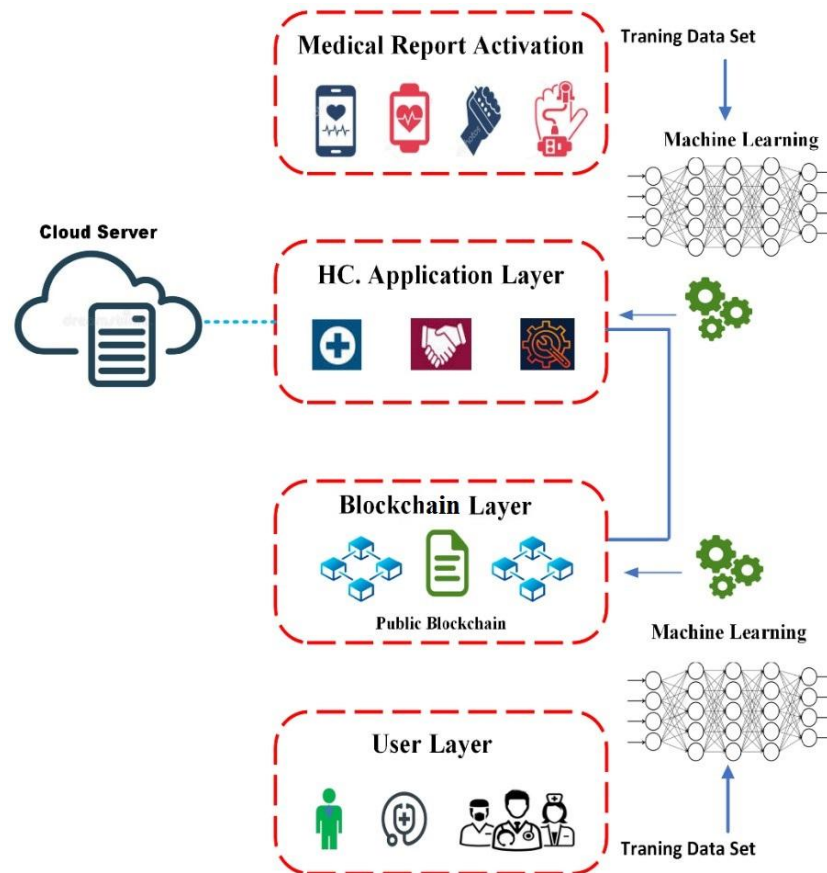 Medical Report Activation
Traning Data Set
Machine Learning
Cloud Server
HC. Application Layer
Blockchain Layer
Public Blockchain
Machine Learning
User Layer
Traning Data Set